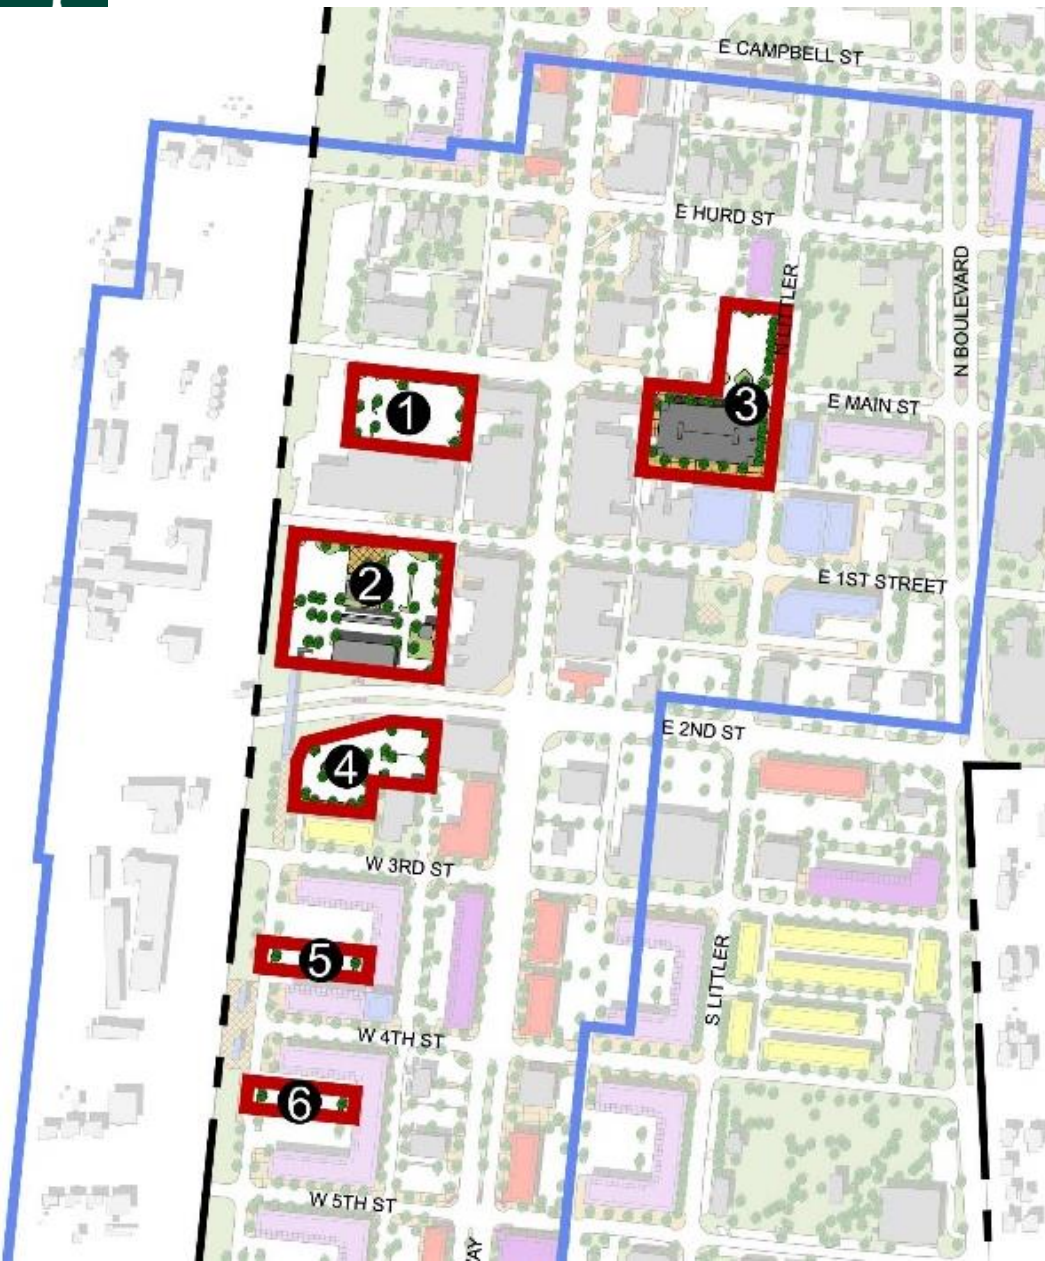 E CAMPBELL ST
E HURD ST
N BOULEVARD
1
3
E MAIN ST
2
E 1ST STREET
E 2ND ST
4
W 3RD ST
5
S LITTLER
W 4TH ST
6
W 5TH ST